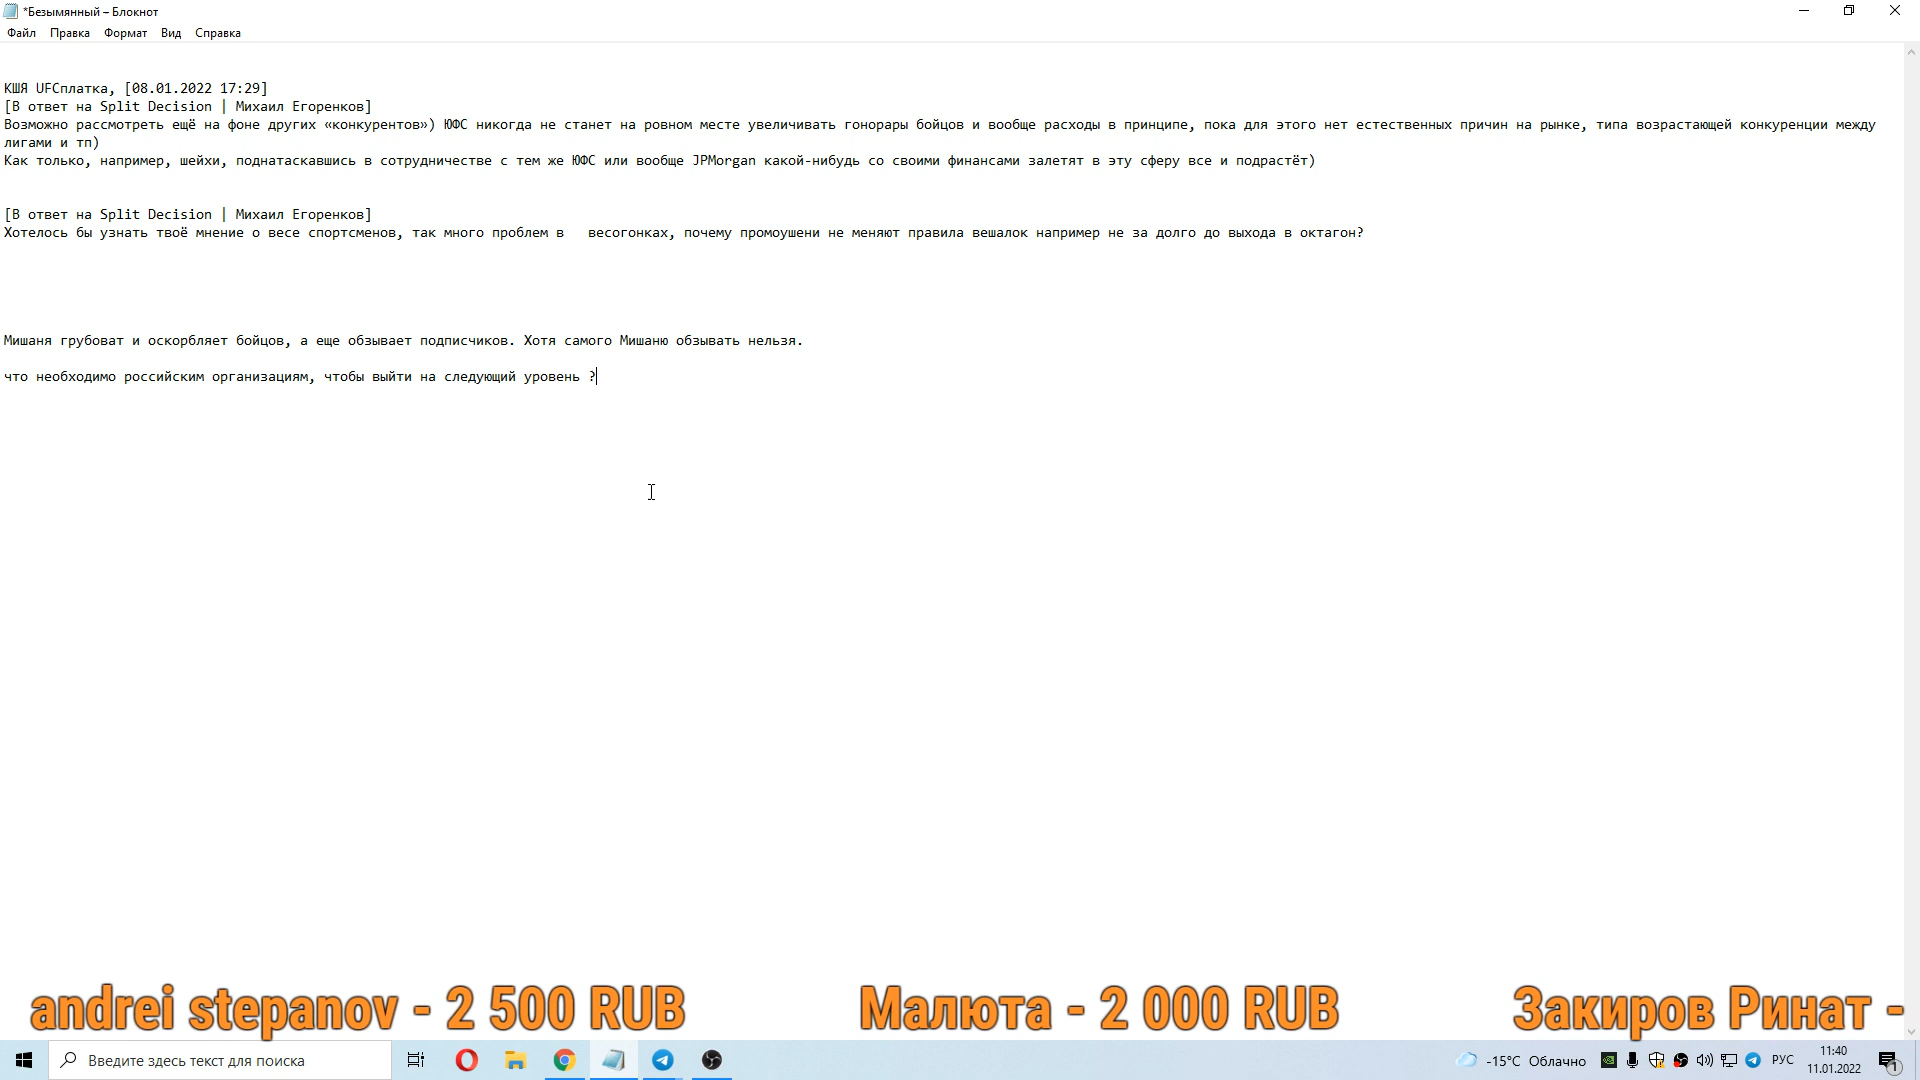 *Безымянный – Блокнот
Файл Правка Формат Вид Справка
КШЯ UFCплатка, [08.01.2022 17:29]
[В ответ на Split Decision | Михаил Егоренков]
Возможно рассмотреть ещё на фоне других «конкурентов») ЮФС никогда не станет на ровном месте увеличивать гонорары бойцов и вообще расходы в принципе, пока для этого нет естественных причин на рынке, типа возрастающей конкуренции между
лигами и тп)
Как только, например, шейхи, поднатаскавшись в сотрудничестве с тем же ЮФС или вообще JPMorgan какой-нибудь со своими финансами залетят в эту сферу все и подрастёт)
[В ответ на Split Decision | Михаил Егоренков]
Хотелось бы узнать твоё мнение о весе спортсменов, так много проблем в   весогонках, почему промоушени не меняют правила вешалок например не за долго до выхода в октагон?
Мишаня грубоват и оскорбляет бойцов, а еще обзывает подписчиков. Хотя самого Мишаню обзывать нельзя.
что необходимо российским организациям, чтобы выйти на следующий уровень ?
andrei stepanov - 2 500 RUB Малюта - 2 000 RUB Закиров Ринат -
Введите здесь текст для поиска
-15°C Облачно РУС 11:40
11.01.2022 1